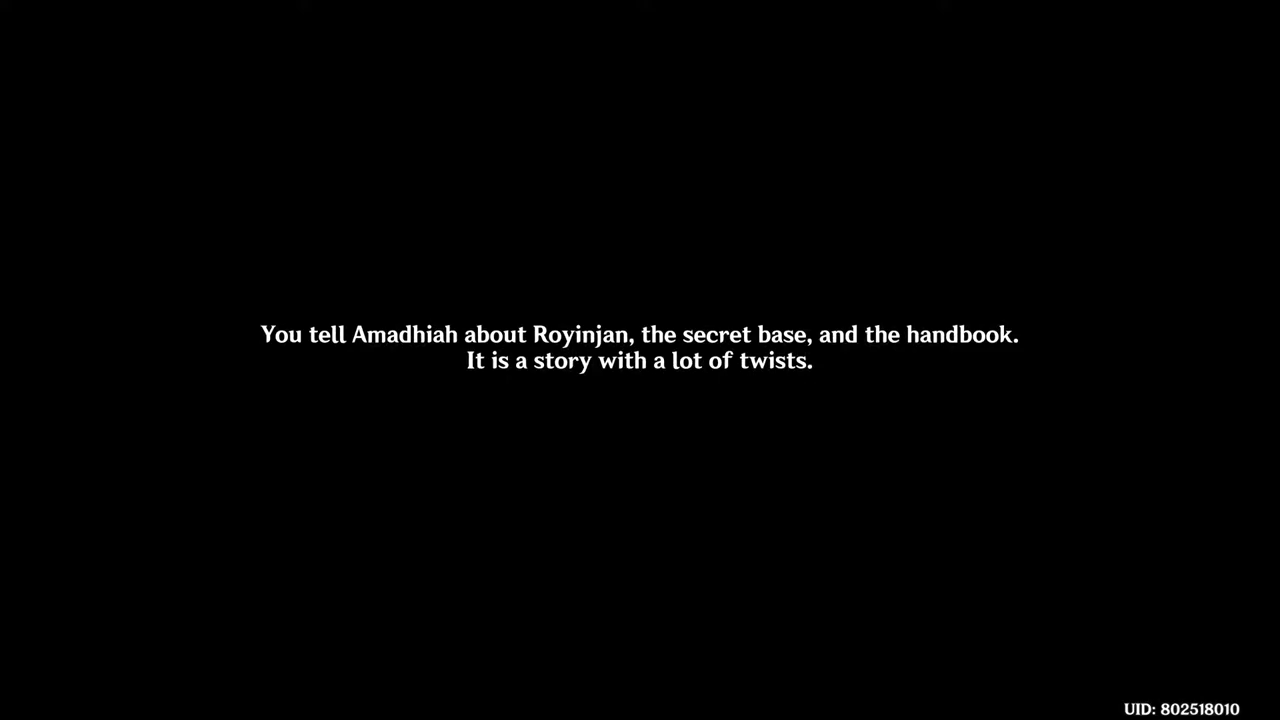 You tell Amadhiah about Royinjan, the secret base, and the handbook.
It is a story with a lot of twists.
UID: 802518010